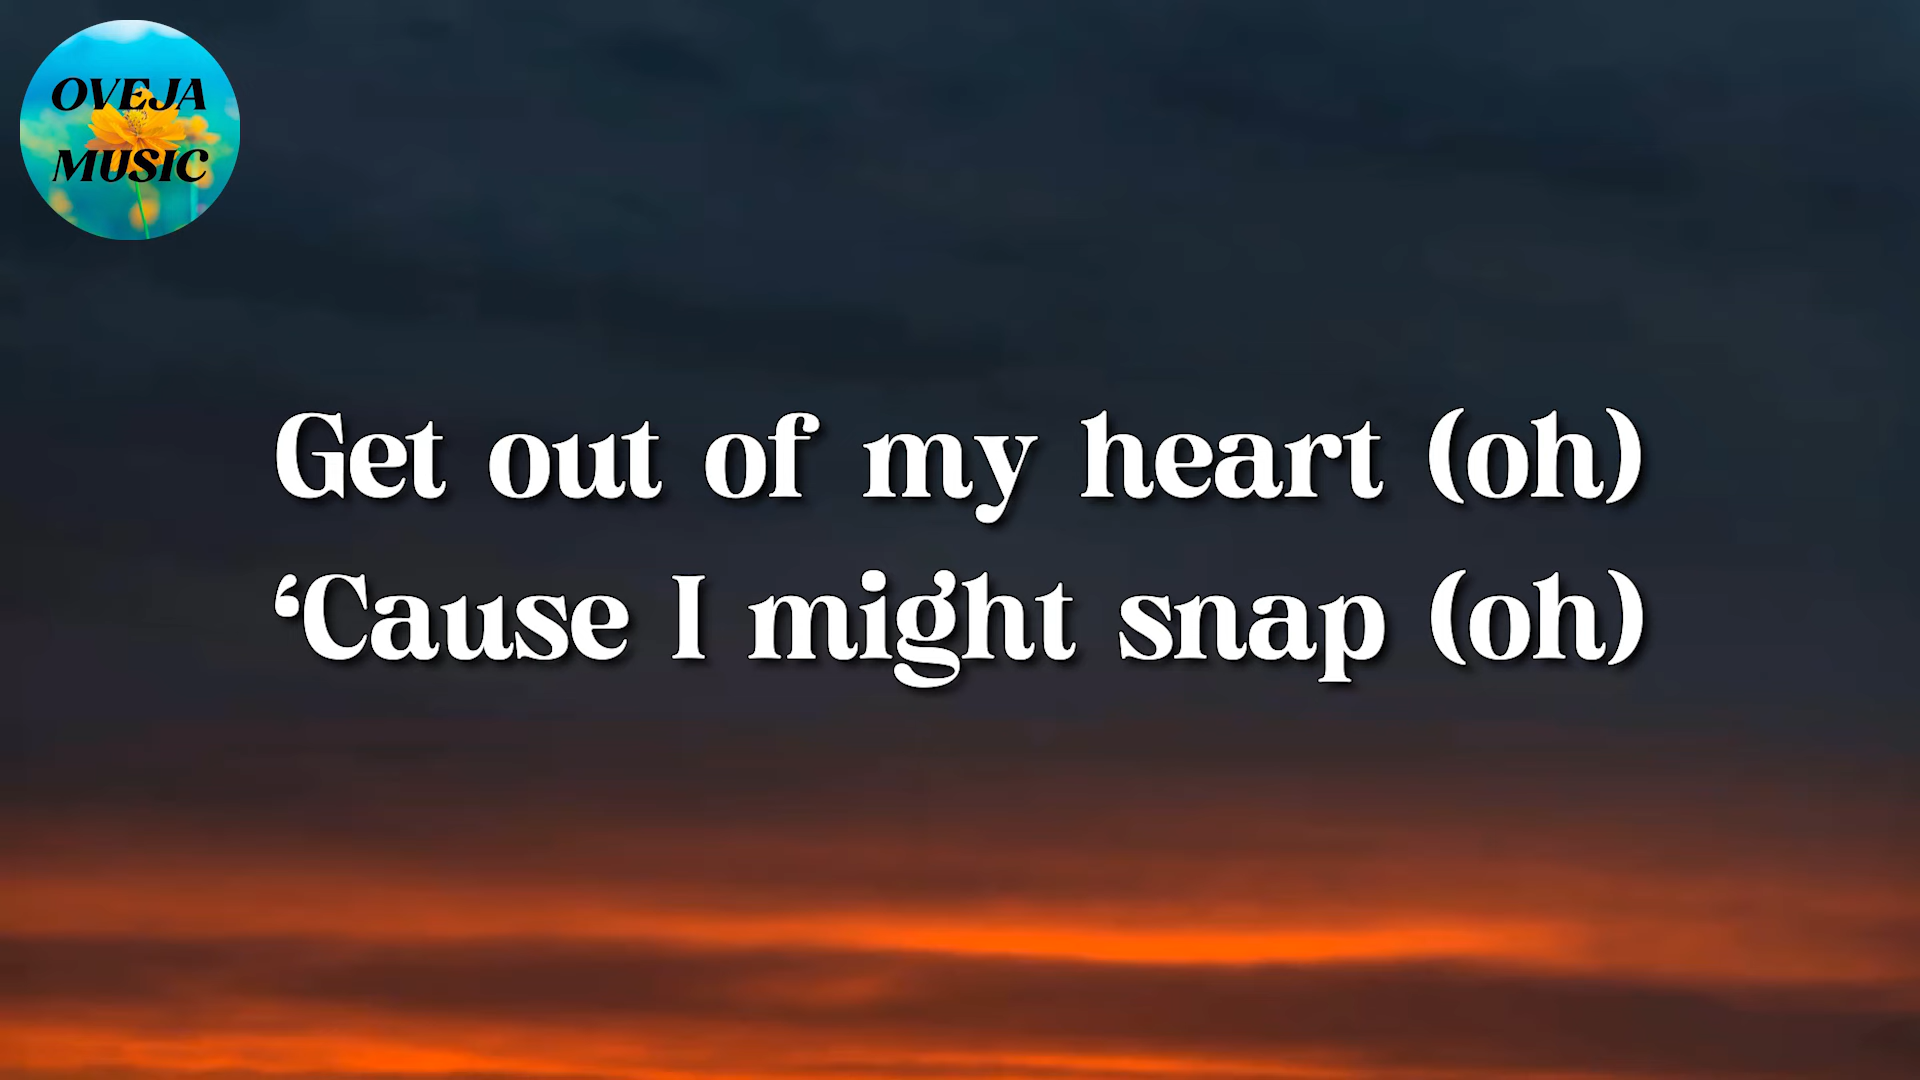 OVEJA
MUSIC
Get out of my heart (oh)
‘Cause I might snap (oh)